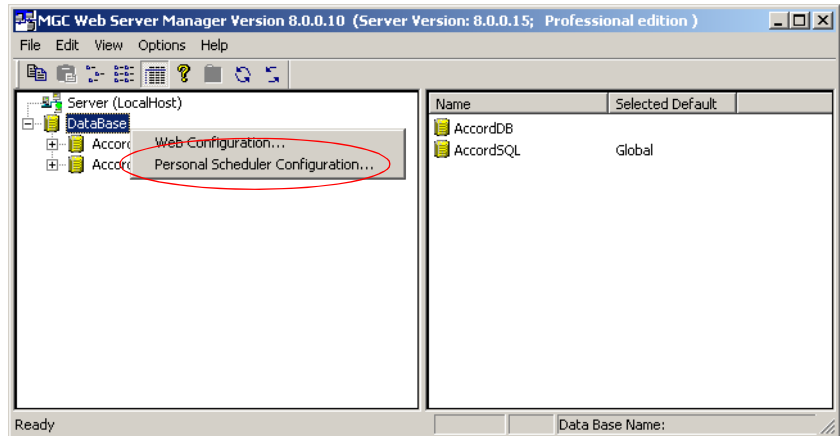 MGC Web Server Manager Version 8.0.0.10 (Server Version: 8.0.0.15; Professional edition )
File Edit View Options Help
Server (LocalHost)
DataBase
Accord
Accord
Web Configuration...
Personal Scheduler Configuration...
Name Selected Default
AccordDB
AccordSQL Global
Ready Data Base Name: